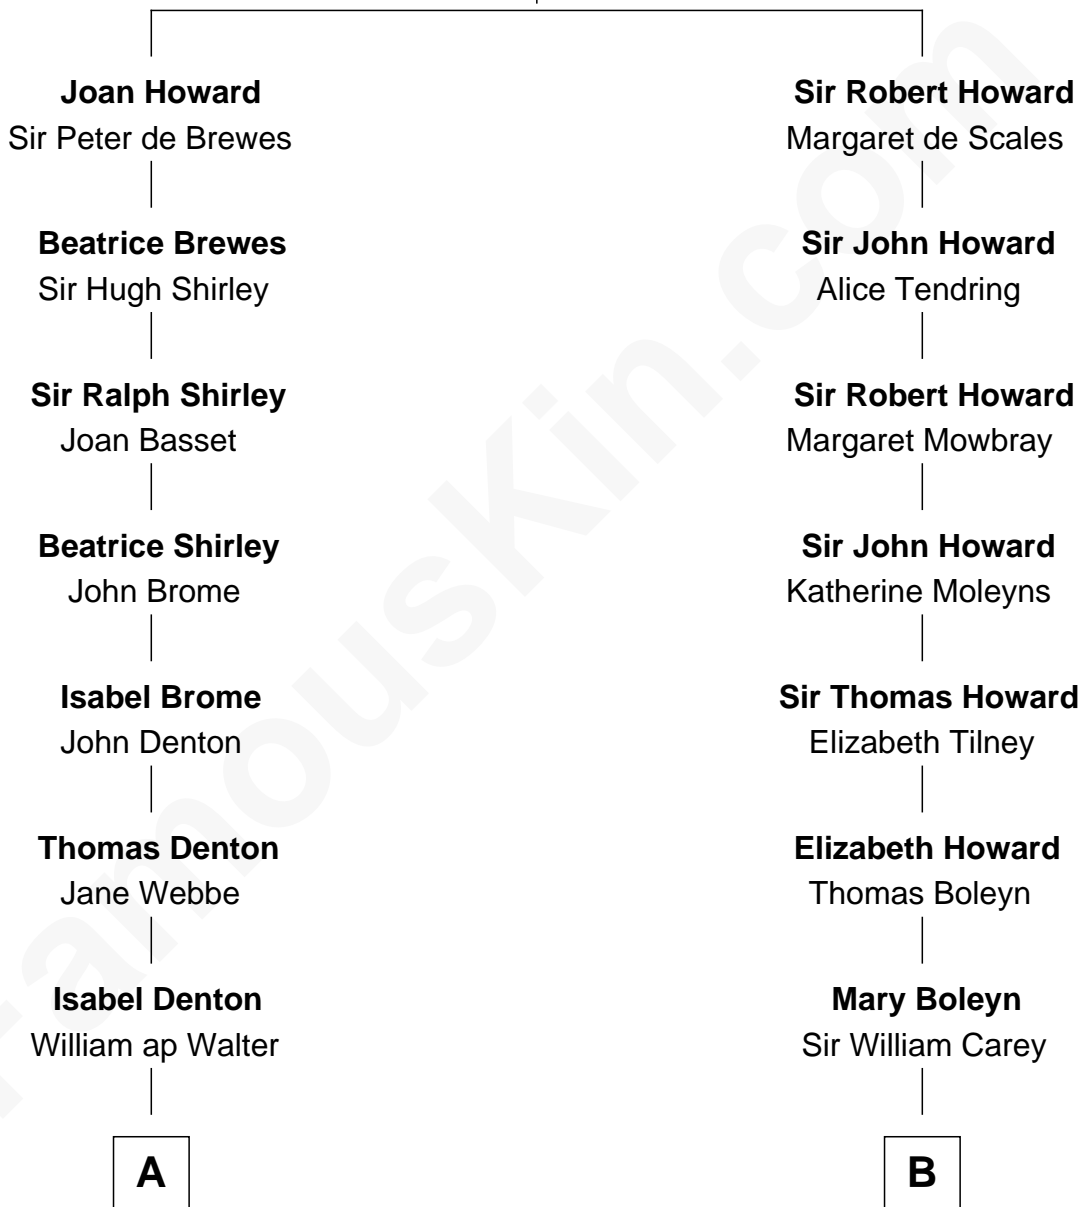 Joan Howard
Sir Peter de Brewes
Beatrice Brewes
Sir Hugh Shirley
Sir Ralph Shirley
Joan Basset
Beatrice Shirley
John Brome
Isabel Brome
John Denton
Thomas Denton
Jane Webbe
Isabel Denton
William ap Walter
A
Sir Robert Howard
Margaret de Scales
Sir John Howard
Alice Tendring
Sir Robert Howard
Margaret Mowbray
Sir John Howard
Katherine Moleyns
Sir Thomas Howard
Elizabeth Tilney
Elizabeth Howard
Thomas Boleyn
Mary Boleyn
Sir William Carey
B
FamousKin.com